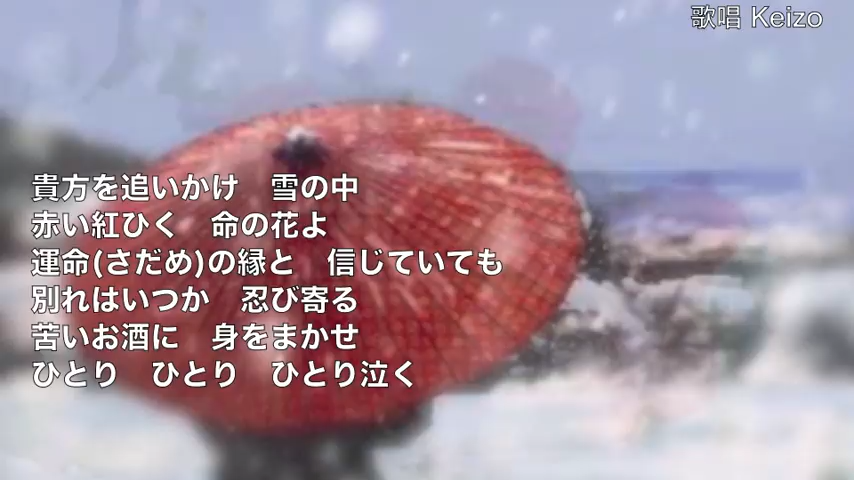 歌唱 Keizo
貴方を追いかけ　雪の中
赤い紅ひく　命の花よ
運命(さだめ)の縁と　信じていても
別れはいつか　忍び寄る
苦いお酒に　身をまかせ
ひとり　ひとり　ひとり泣く